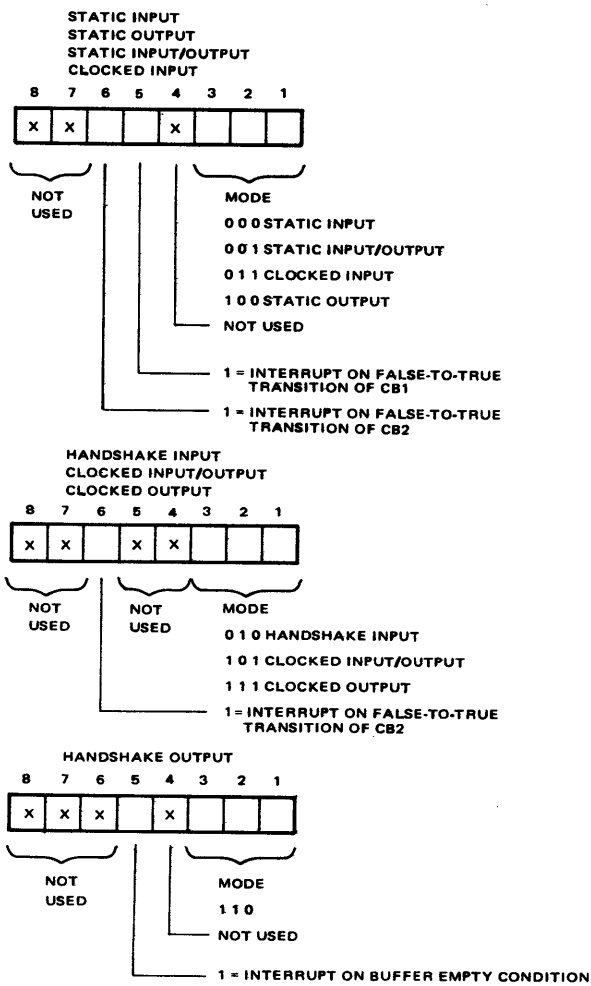 STATIC INPUT
STATIC OUTPUT
STATIC INPUT/OUTPUT
CLOCKED INPUT
8 7 6 5 4 3 2 1
x x x
NOT
USED
MODE
0 0 0 STATIC INPUT
0 0 1 STATIC INPUT/OUTPUT
0 1 1 CLOCKED INPUT
1 0 0 STATIC OUTPUT
NOT USED
1 = INTERRUPT ON FALSE-TO-TRUE
TRANSITION OF CB1
1 = INTERRUPT ON FALSE-TO-TRUE
TRANSITION OF CB2
HANDSHAKE INPUT
CLOCKED INPUT/OUTPUT
CLOCKED OUTPUT
8 7 6 5 4 3 2 1
x x x x
NOT
USED
NOT
USED
MODE
0 1 0 HANDSHAKE INPUT
1 0 1 CLOCKED INPUT/OUTPUT
1 1 1 CLOCKED OUTPUT
1 = INTERRUPT ON FALSE-TO-TRUE
TRANSITION OF CB2
HANDSHAKE OUTPUT
8 7 6 5 4 3 2 1
x x x x
NOT
USED
MODE
1 1 0
NOT USED
1 = INTERRUPT ON BUFFER EMPTY CONDITION